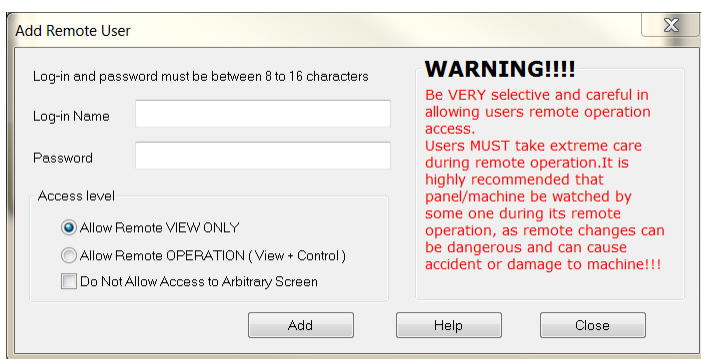 Add Remote User
Log-in and password must be between 8 to 16 characters
Log-in Name
Password
Access level
Allow Remote VIEW ONLY
Allow Remote OPERATION ( View + Control )
Do Not Allow Access to Arbitrary Screen
WARNING!!!!
Be VERY selective and careful in
allowing users remote operation
access.
Users MUST take extreme care
during remote operation.It is
highly recommended that
panel/machine be watched by
some one during its remote
operation, as remote changes can
be dangerous and can cause
accident or damage to machine!!!
Add
Help
Close